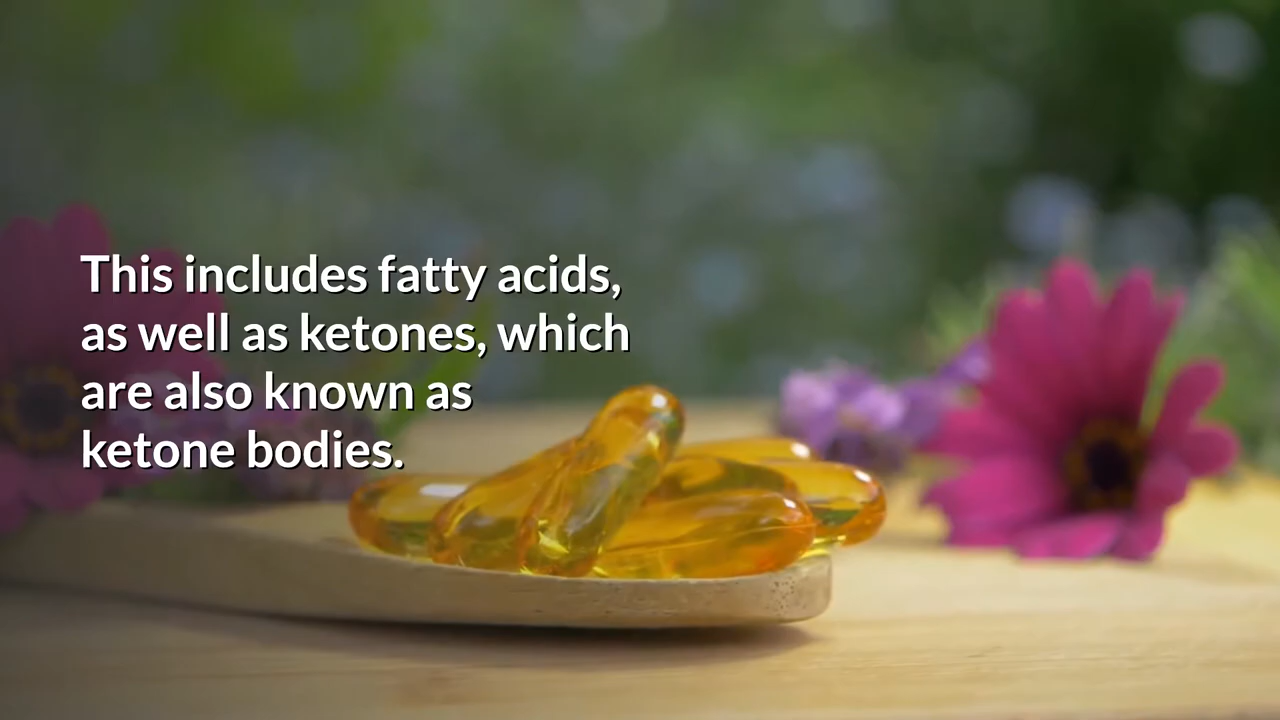 This includes fatty acids,
as well as ketones, which
are also known as
ketone bodies.